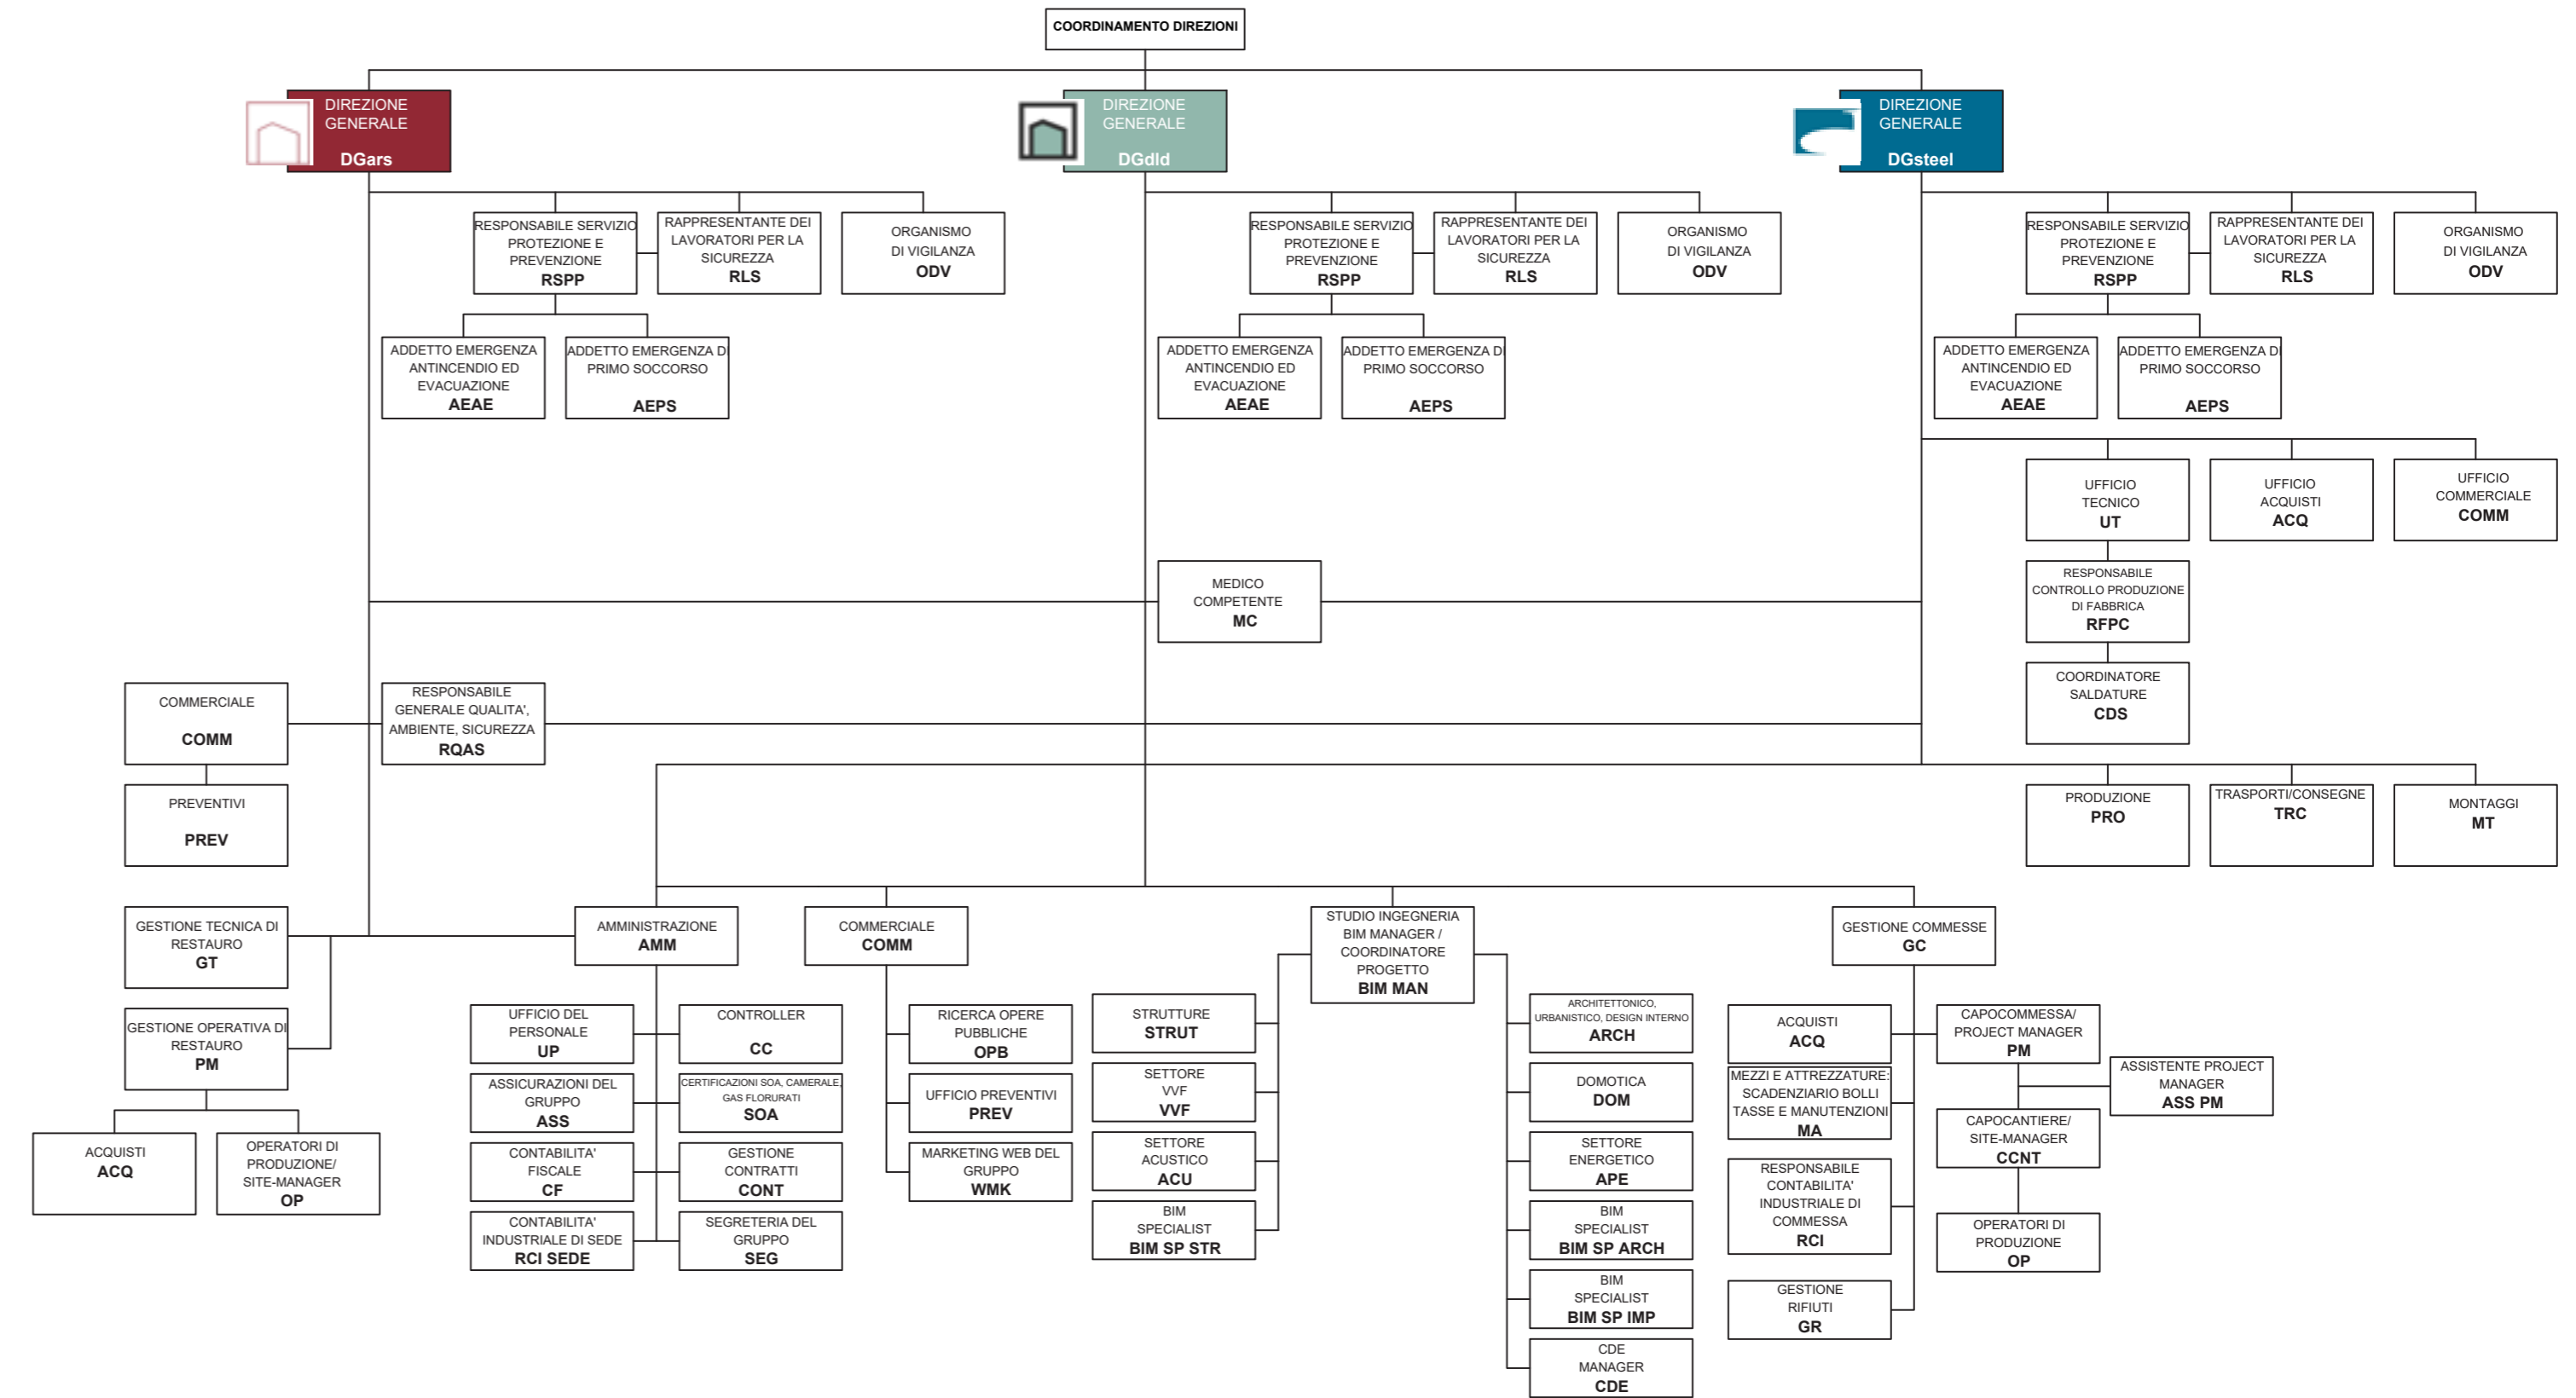 COORDINAMENTO DIREZIONI
DIREZIONE
GENERALE
DGars
DIREZIONE
GENERALE
DGdld
DIREZIONE
GENERALE
DGsteel
RESPONSABILE SERVIZIO
PROTEZIONE E
PREVENZIONE
RSPP
RAPPRESENTANTE DEI
LAVORATORI PER LA
SICUREZZA
RLS
ORGANISMO
DI VIGILANZA
ODV
RESPONSABILE SERVIZIO
PROTEZIONE E
PREVENZIONE
RSPP
RAPPRESENTANTE DEI
LAVORATORI PER LA
SICUREZZA
RLS
ORGANISMO
DI VIGILANZA
ODV
RESPONSABILE SERVIZIO
PROTEZIONE E
PREVENZIONE
RSPP
RAPPRESENTANTE DEI
LAVORATORI PER LA
SICUREZZA
RLS
ORGANISMO
DI VIGILANZA
ODV
ADDETTO EMERGENZA
ANTINCENDIO ED
EVACUAZIONE
AEAE
ADDETTO EMERGENZA DI
PRIMO SOCCORSO
AEPS
ADDETTO EMERGENZA
ANTINCENDIO ED
EVACUAZIONE
AEAE
ADDETTO EMERGENZA DI
PRIMO SOCCORSO
AEPS
ADDETTO EMERGENZA
ANTINCENDIO ED
EVACUAZIONE
AEAE
ADDETTO EMERGENZA DI
PRIMO SOCCORSO
AEPS
UFFICIO
TECNICO
UT
UFFICIO
ACQUISTI
ACQ
UFFICIO
COMMERCIALE
COMM
MEDICO
COMPETENTE
MC
RESPONSABILE
CONTROLLO PRODUZIONE
DI FABBRICA
RFPC
COORDINATORE
SALDATURE
CDS
COMMERCIALE
COMM
RESPONSABILE
GENERALE QUALITA',
AMBIENTE, SICUREZZA
RQAS
PREVENTIVI
PREV
PRODUZIONE
PRO
TRASPORTI/CONSEGNE
TRC
MONTAGGI
MT
GESTIONE TECNICA DI
RESTAURO
GT
AMMINISTRAZIONE
AMM
COMMERCIALE
COMM
STUDIO INGEGNERIA
BIM MANAGER /
COORDINATORE
PROGETTO
BIM MAN
GESTIONE COMMESSE
GC
GESTIONE OPERATIVA DI
RESTAURO
PM
ACQUISTI
ACQ
OPERATORI DI
PRODUZIONE/
SITE-MANAGER
OP
UFFICIO DEL
PERSONALE
UP
CONTROLLER
CC
ASSICURAZIONI DEL
GRUPPO
ASS
CERTIFICAZIONI SOA, CAMERALE,
GAS FLORURATI
SOA
CONTABILITA'
FISCALE
CF
GESTIONE
CONTRATTI
CONT
CONTABILITA'
INDUSTRIALE DI SEDE
RCI SEDE
SEGRETERIA DEL
GRUPPO
SEG
RICERCA OPERE
PUBBLICHE
OPB
UFFICIO PREVENTIVI
PREV
MARKETING WEB DEL
GRUPPO
WMK
STRUTTURE
STRUT
SETTORE
VVF
VVF
SETTORE
ACUSTICO
ACU
BIM
SPECIALIST
BIM SP STR
ARCHITETTONICO,
URBANISTICO, DESIGN INTERNO
ARCH
DOMOTICA
DOM
SETTORE
ENERGETICO
APE
BIM
SPECIALIST
BIM SP ARCH
BIM
SPECIALIST
BIM SP IMP
CDE
MANAGER
CDE
ACQUISTI
ACQ
MEZZI E ATTREZZATURE:
SCADENZIARIO BOLLI
TASSE E MANUTENZIONI
MA
RESPONSABILE
CONTABILITA'
INDUSTRIALE DI
COMMESSA
RCI
GESTIONE
RIFIUTI
GR
CAPOCOMMESSA/
PROJECT MANAGER
PM
ASSISTENTE PROJECT
MANAGER
ASS PM
CAPOCANTIERE/
SITE-MANAGER
CCNT
OPERATORI DI
PRODUZIONE
OP